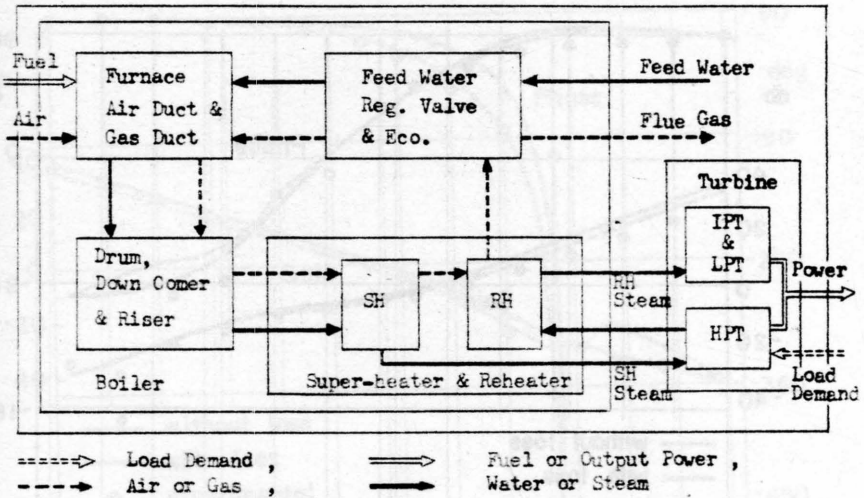 Fuel
Air
Furnace
Air Duct &
Gas Duct
Feed Water
Reg. Valve
& Eco.
Feed Water
Flue Gas
Drum,
Down Comer
& Riser
SH
RH
RH
Steam
SH
Steam
Turbine
IPT
&
LPT
HPT
Power
Load
Demand
Boiler
Super-heater & Reheater
Load Demand ,
Fuel or Output Power ,
Air or Gas ,
Water or Steam